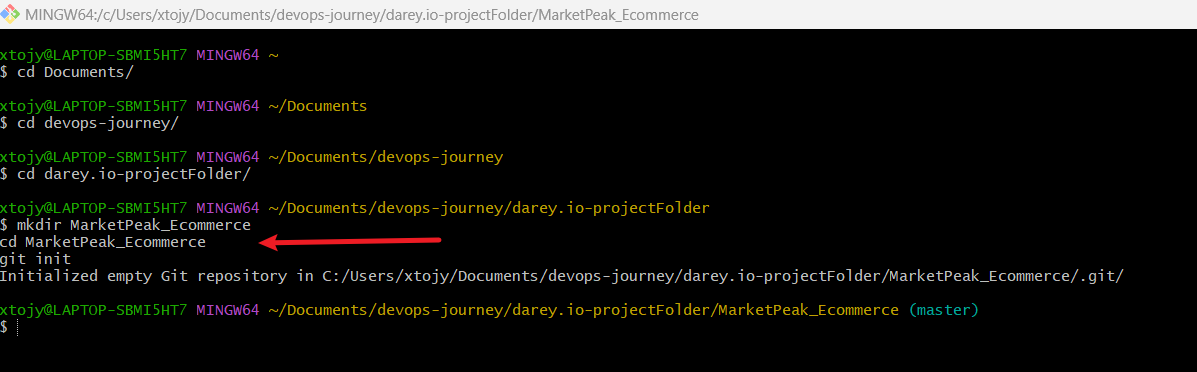 MINGW64:/c/Users/xtojy/Documents/devops-journey/darey.io-projectFolder/MarketPeak_Ecommerce
xtojy@LAPTOP-SBMI5HT7 MINGW64 ~
$ cd Documents/
xtojy@LAPTOP-SBMI5HT7 MINGW64 ~/Documents
$ cd devops-journey/
xtojy@LAPTOP-SBMI5HT7 MINGW64 ~/Documents/devops-journey
$ cd darey.io-projectFolder/
xtojy@LAPTOP-SBMI5HT7 MINGW64 ~/Documents/devops-journey/darey.io-projectFolder
$ mkdir MarketPeak_Ecommerce
cd MarketPeak_Ecommerce
git init
Initialized empty Git repository in C:/Users/xtojy/Documents/devops-journey/darey.io-projectFolder/MarketPeak_Ecommerce/.git/
xtojy@LAPTOP-SBMI5HT7 MINGW64 ~/Documents/devops-journey/darey.io-projectFolder/MarketPeak_Ecommerce (master)
$